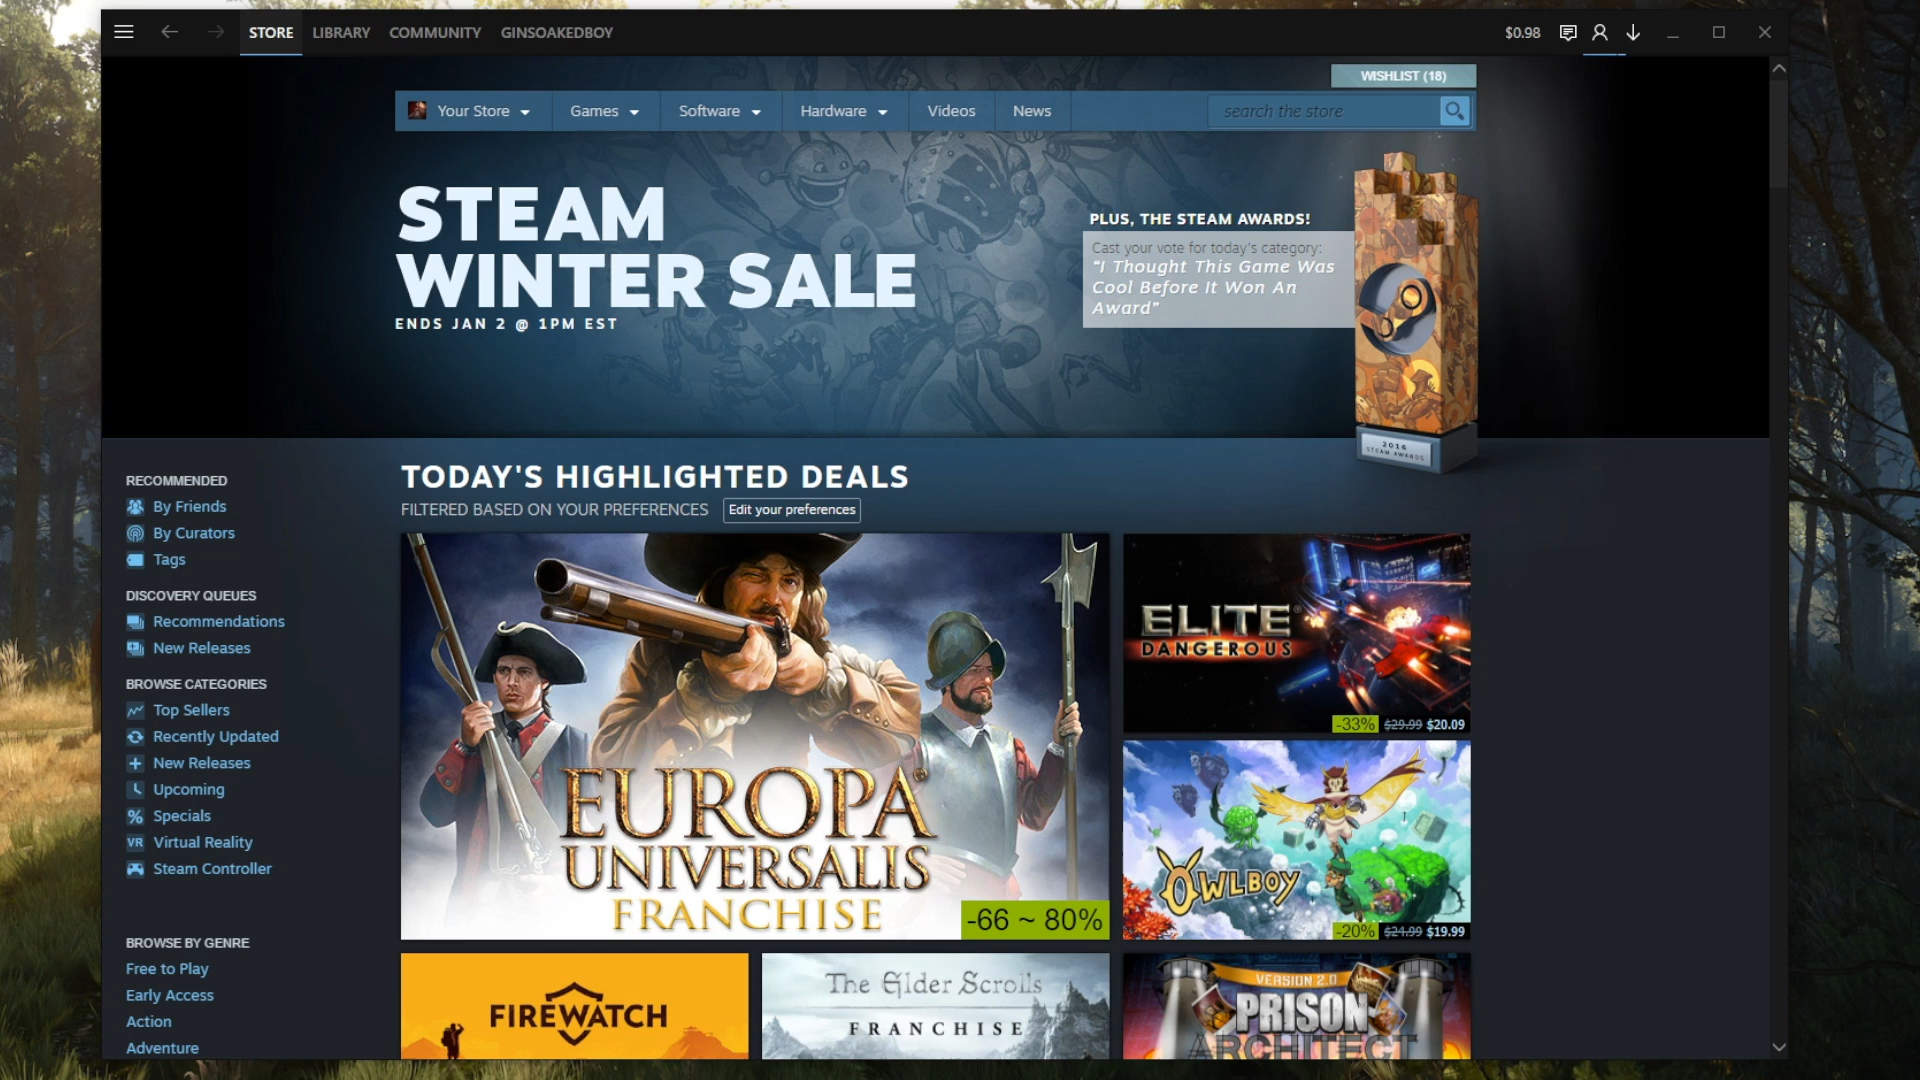 STORE LIBRARY COMMUNITY GINSOAKEDBOY $0.98
WISHLIST (18)
Your Store Games Software Hardware Videos News search the store
STEAM
WINTER SALE
ENDS JAN 2 @ 1PM EST
PLUS, THE STEAM AWARDS!
Cast your vote for today's category:
"I Thought This Game Was
Cool Before It Won An
Award"
2016
STEAM AWARDS
RECOMMENDED
By Friends
By Curators
Tags
DISCOVERY QUEUES
Recommendations
New Releases
BROWSE CATEGORIES
Top Sellers
Recently Updated
New Releases
Upcoming
Specials
VR Virtual Reality
Steam Controller
BROWSE BY GENRE
Free to Play
Early Access
Action
Adventure
TODAY'S HIGHLIGHTED DEALS
FILTERED BASED ON YOUR PREFERENCES Edit your preferences
EUROPA®
UNIVERSALIS
FRANCHISE
-66 ~ 80%
ELITE®
DANGEROUS
-33% $29.99 $20.09
OWLBOY
-20% $24.99 $19.99
FIREWATCH
The Elder Scrolls
FRANCHISE
VERSION 2.0
PRISON
ARCHITECT